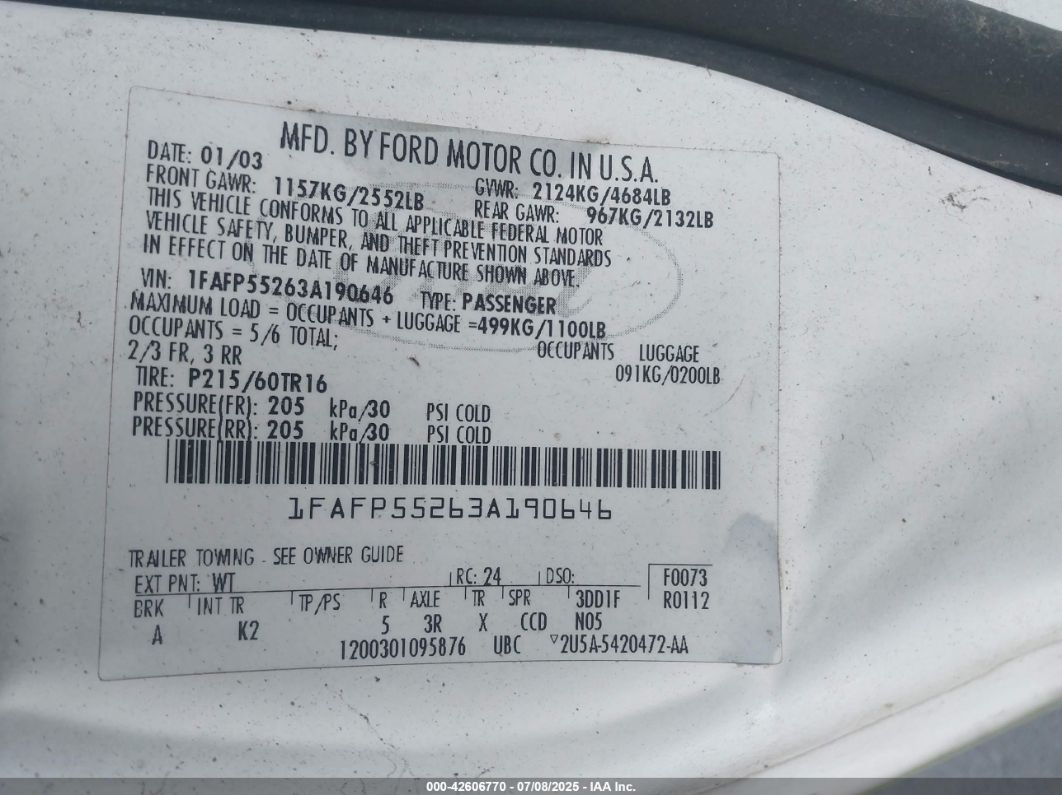 MFD. BY FORD MOTOR CO. IN U.S.A.
DATE: 01/03
FRONT GAWR: 1157KG/2552LB
GVWR: 2124KG/4684LB
REAR GAWR: 967KG/2132LB
THIS VEHICLE CONFORMS TO ALL APPLICABLE FEDERAL MOTOR
VEHICLE SAFETY, BUMPER, AND THEFT PREVENTION STANDARDS
IN EFFECT ON THE DATE OF MANUFACTURE SHOWN ABOVE.
VIN: 1FAFP55263A190646 TYPE: PASSENGER
MAXIMUM LOAD = OCCUPANTS + LUGGAGE =499KG/1100LB
OCCUPANTS = 5/6 TOTAL; OCCUPANTS LUGGAGE
2/3 FR, 3 RR 091KG/0200LB
TIRE: P215/60TR16
PRESSURE(FR): 205 kPa/30 PSI COLD
PRESSURE(RR): 205 kPa/30 PSI COLD
1FAFP55263A190646
TRAILER TOWING - SEE OWNER GUIDE
EXT PNT: WT RC: 24 DSO: F0073
BRK INT TR TP/PS R AXLE TR SPR 3DD1F R0112
A K2 5 3R X CCD N05
1200301095876 UBC ▽2U5A-5420472-AA
000-42606770 - 07/08/2025 - IAA Inc.